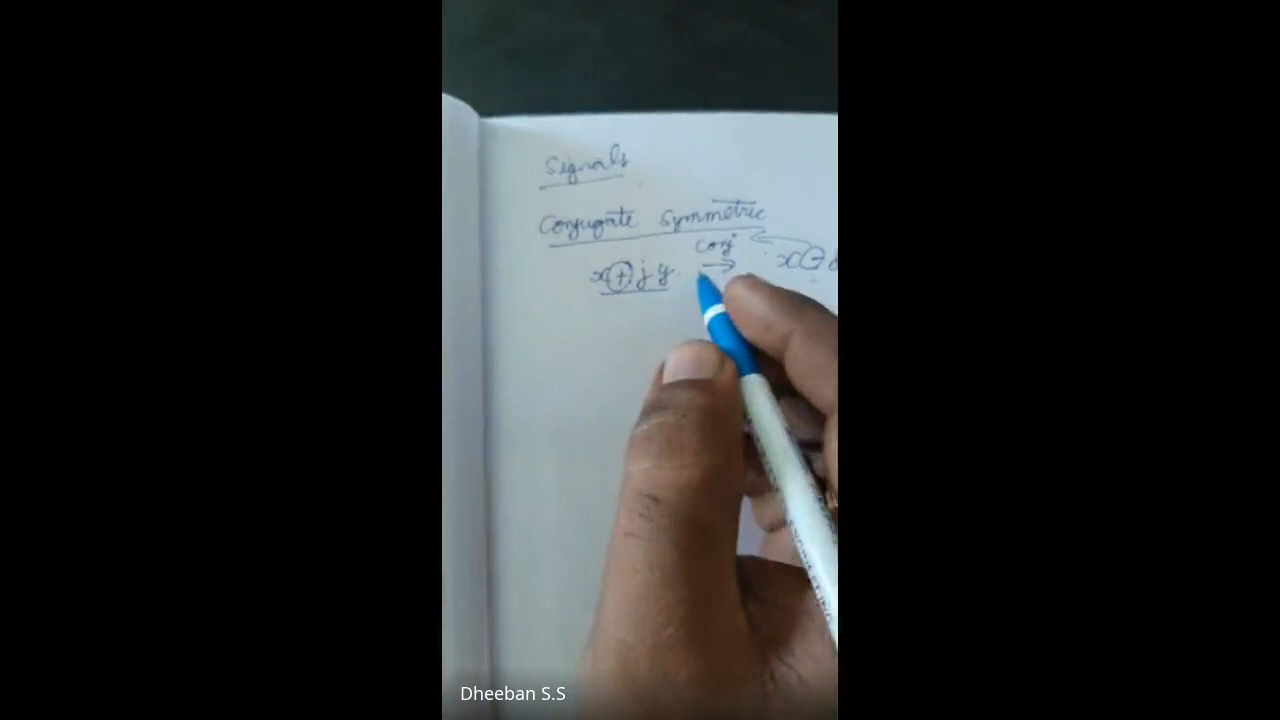 Signals
Conjugate Symmetric
conj
x+jy → x-
Dheeban S.S